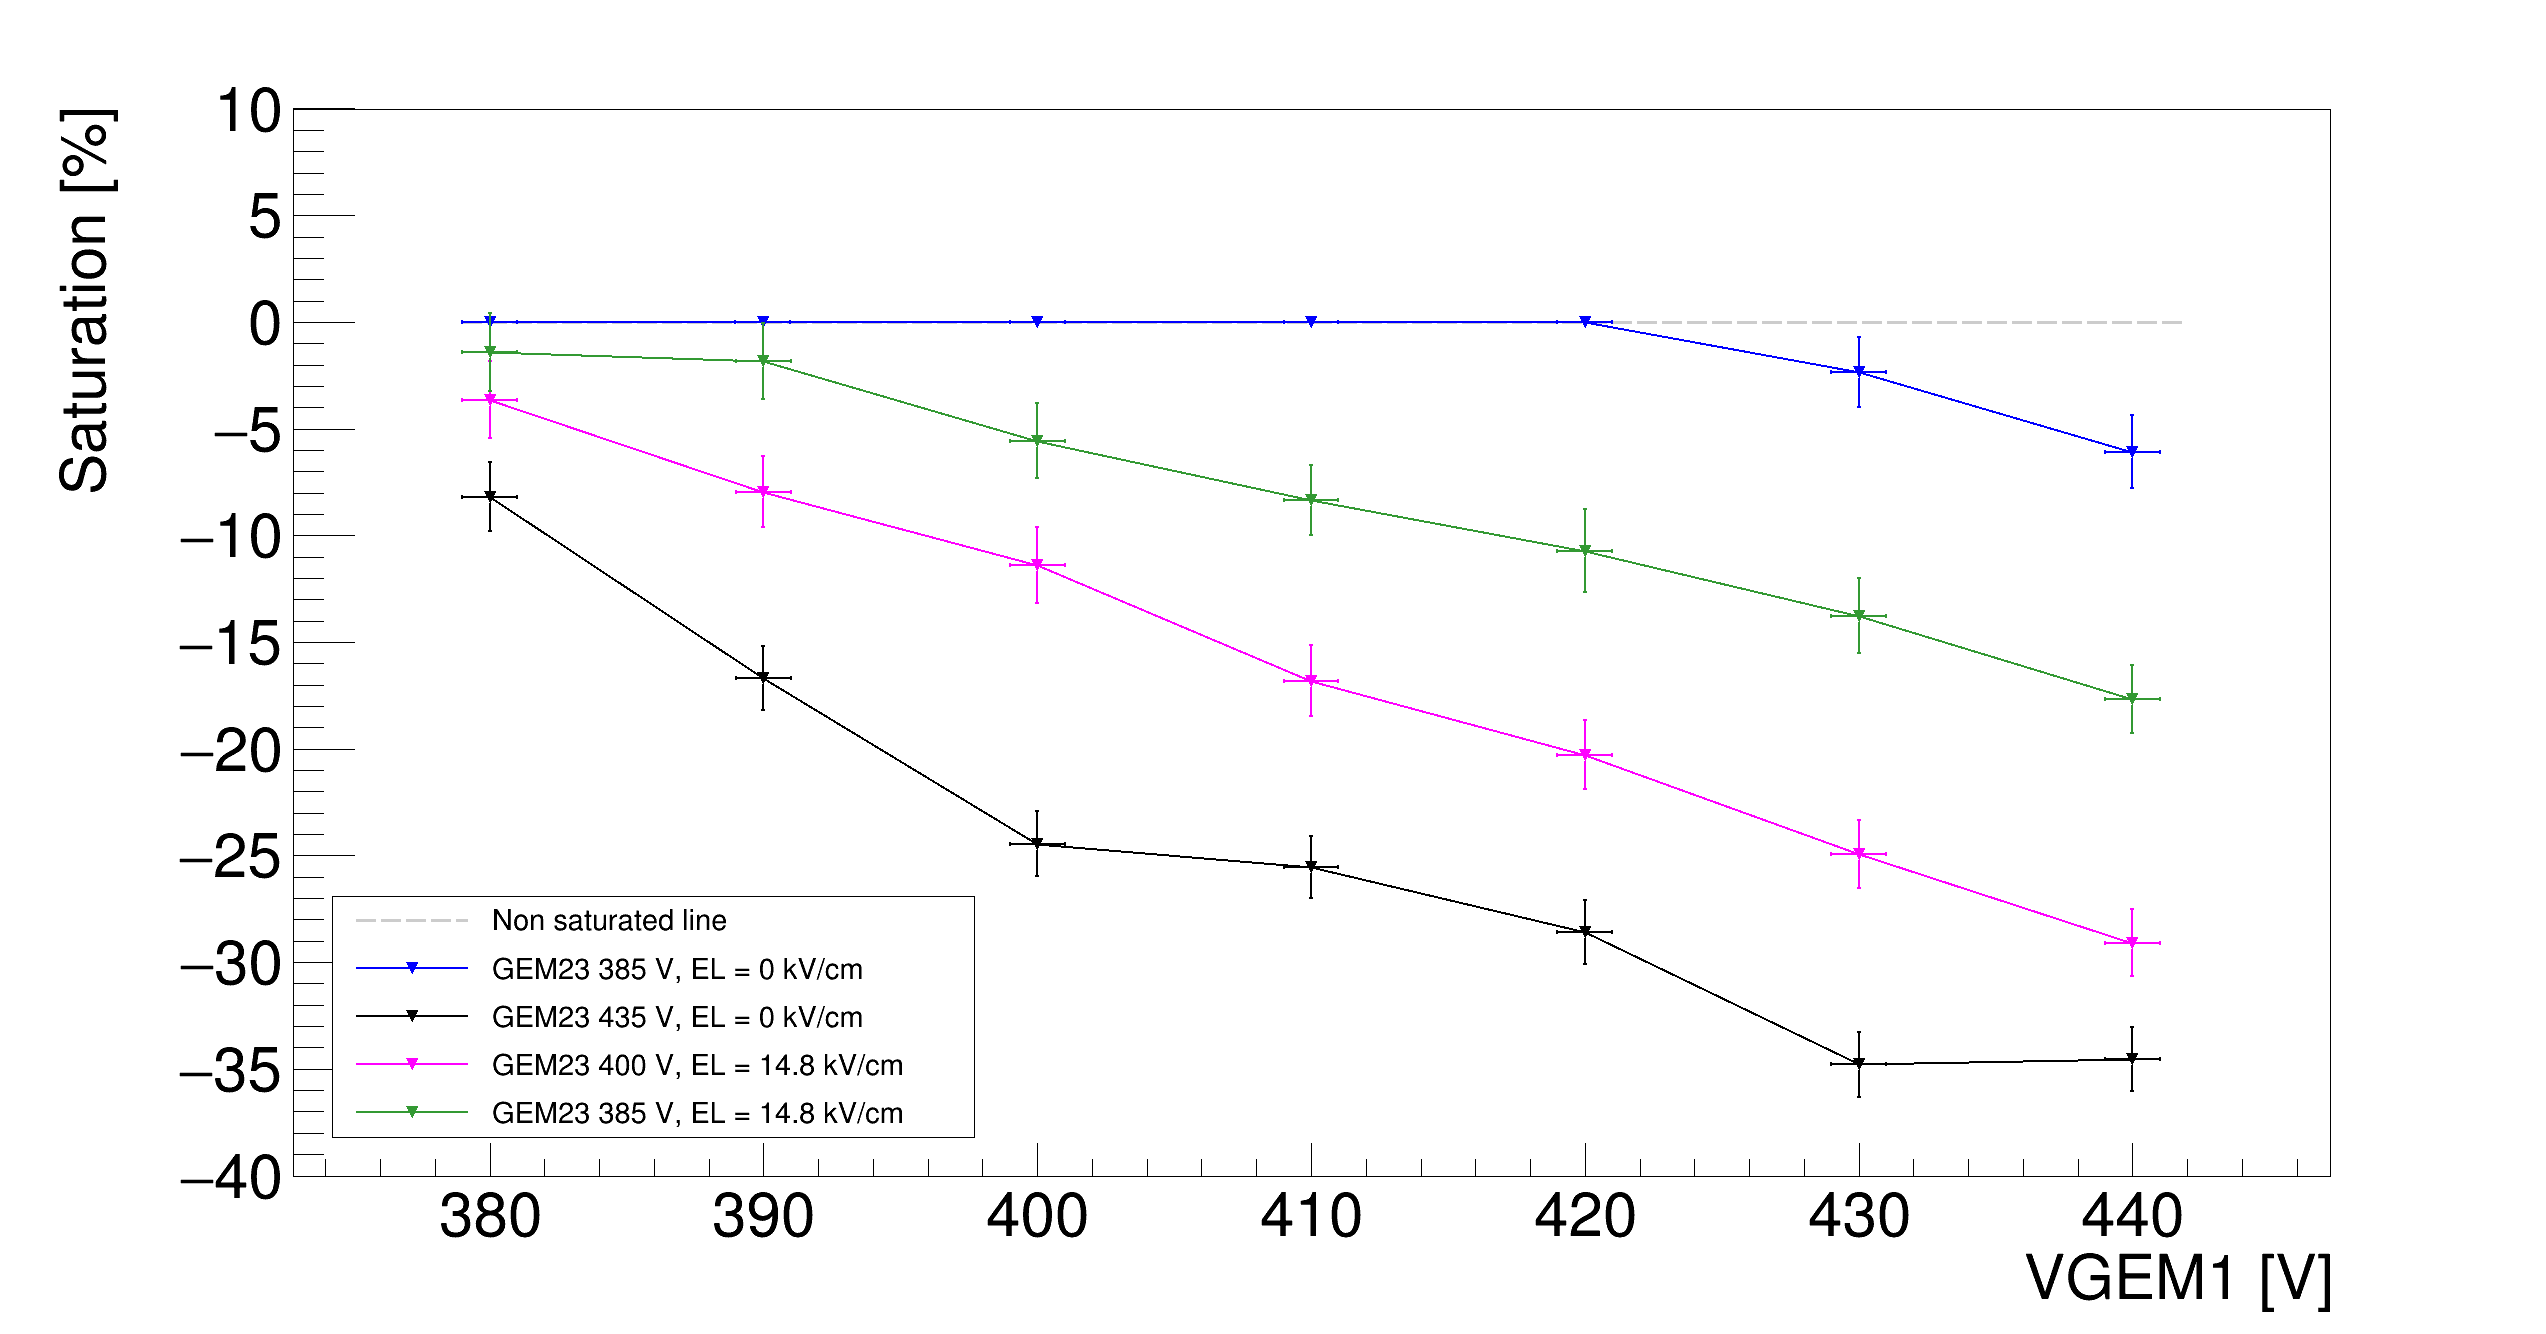 Saturation [%]
10
5
0
−5
−10
−15
−20
−25
−30
−35
−40
Non saturated line
GEM23 385 V, EL = 0 kV/cm
GEM23 435 V, EL = 0 kV/cm
GEM23 400 V, EL = 14.8 kV/cm
GEM23 385 V, EL = 14.8 kV/cm
380 390 400 410 420 430 440
VGEM1 [V]